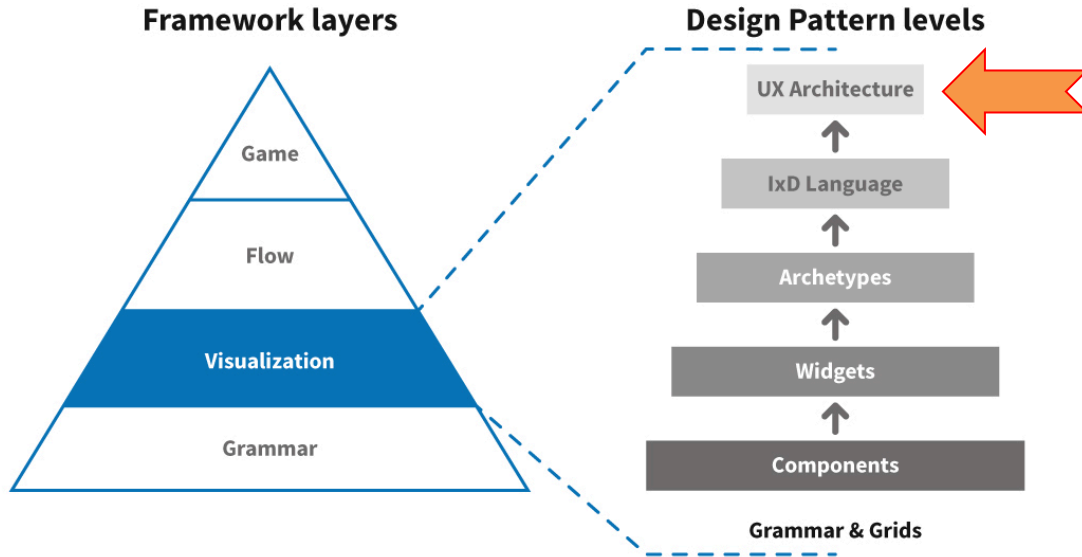 Framework layers
Game
Flow
Visualization
Grammar
Design Pattern levels
UX Architecture
IxD Language
Archetypes
Widgets
Components
Grammar & Grids